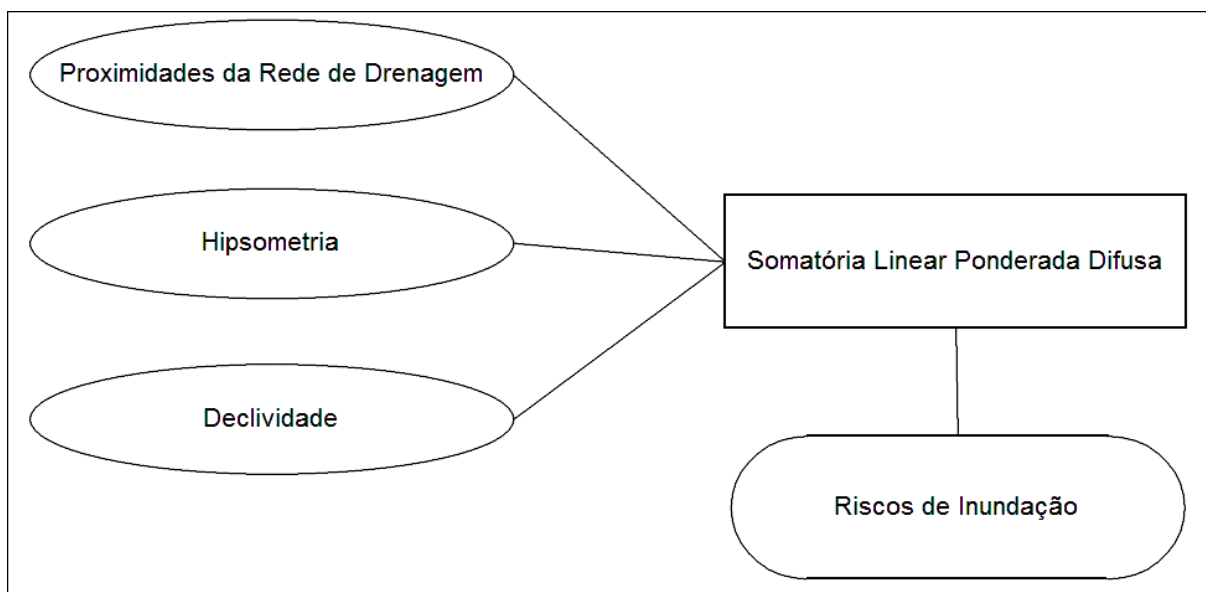 Proximidades da Rede de Drenagem
Hipsometria
Somatória Linear Ponderada Difusa
Declividade
Riscos de Inundação